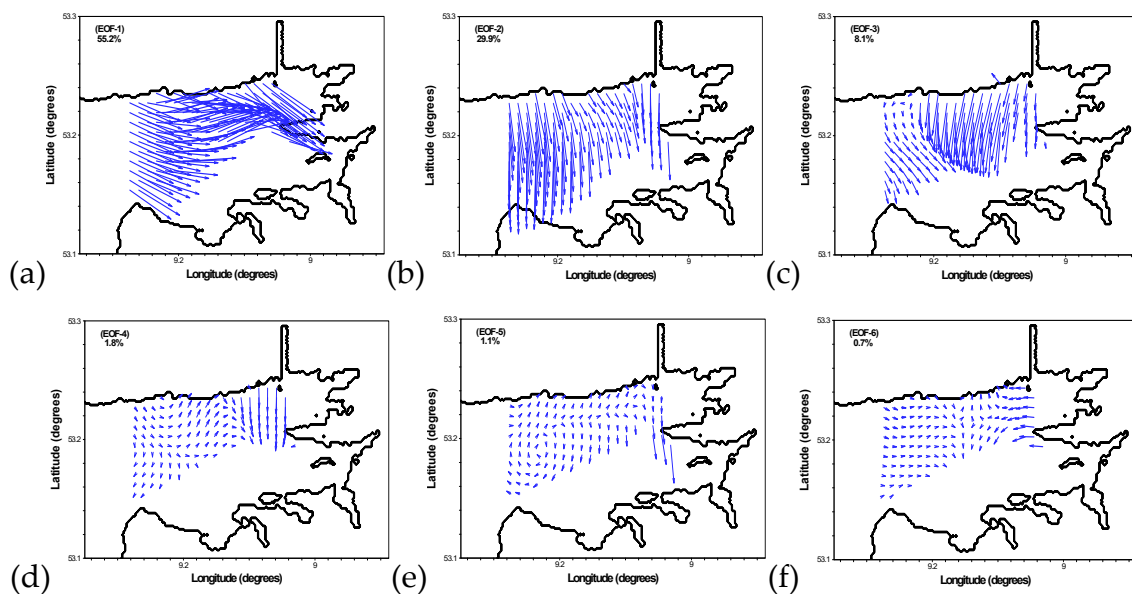 53.3
(EOF-1)
55.2%
53.2
Latitude (degrees)
53.1
9.2
9
Longitude (degrees)
(a)
53.3
(EOF-2)
29.9%
53.2
Latitude (degrees)
53.1
9.2
9
Longitude (degrees)
(b)
53.3
(EOF-3)
8.1%
53.2
Latitude (degrees)
53.1
9.2
9
Longitude (degrees)
(c)
53.3
(EOF-4)
1.8%
53.2
Latitude (degrees)
53.1
9.2
9
Longitude (degrees)
(d)
53.3
(EOF-5)
1.1%
53.2
Latitude (degrees)
53.1
9.2
9
Longitude (degrees)
(e)
53.3
(EOF-6)
0.7%
53.2
Latitude (degrees)
53.1
9.2
9
Longitude (degrees)
(f)